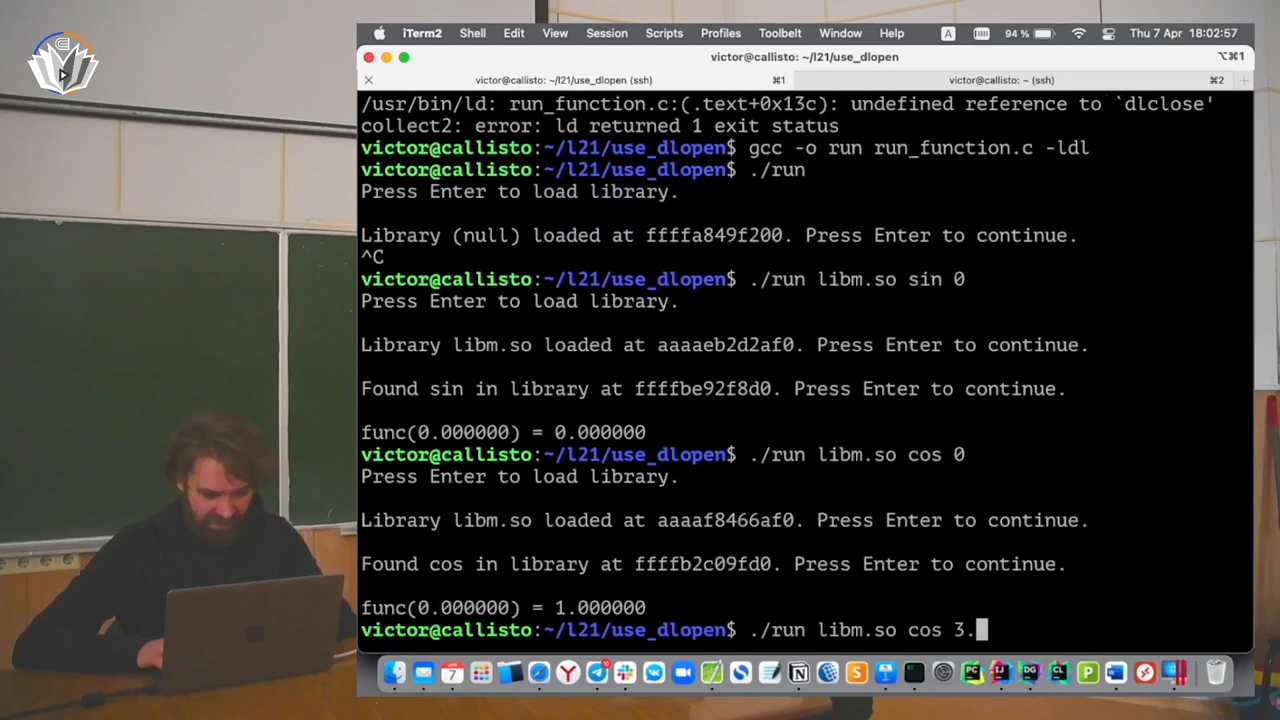 iTerm2 Shell Edit View Session Scripts Profiles Toolbelt Window Help A 94 % Thu 7 Apr 18:02:57
victor@callisto: ~/l21/use_dlopen ⌥⌘1
victor@callisto: ~/l21/use_dlopen (ssh) ⌘1 victor@callisto: ~ (ssh) ⌘2
/usr/bin/ld: run_function.c:(.text+0x13c): undefined reference to `dlclose'
collect2: error: ld returned 1 exit status
victor@callisto:~/l21/use_dlopen$ gcc -o run run_function.c -ldl
victor@callisto:~/l21/use_dlopen$ ./run
Press Enter to load library.
Library (null) loaded at ffffa849f200. Press Enter to continue.
^C
victor@callisto:~/l21/use_dlopen$ ./run libm.so sin 0
Press Enter to load library.
Library libm.so loaded at aaaaeb2d2af0. Press Enter to continue.
Found sin in library at ffffbe92f8d0. Press Enter to continue.
func(0.000000) = 0.000000
victor@callisto:~/l21/use_dlopen$ ./run libm.so cos 0
Press Enter to load library.
Library libm.so loaded at aaaaf8466af0. Press Enter to continue.
Found cos in library at ffffb2c09fd0. Press Enter to continue.
func(0.000000) = 1.000000
victor@callisto:~/l21/use_dlopen$ ./run libm.so cos 3.